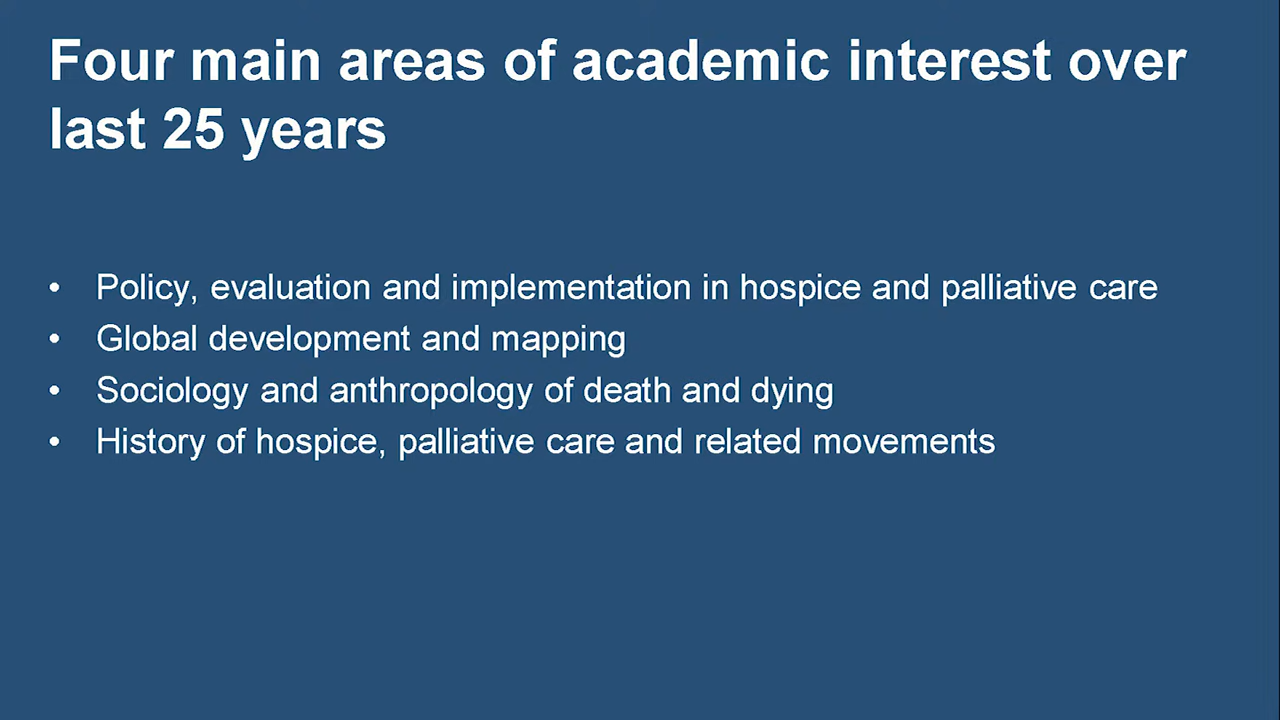 Four main areas of academic interest over
last 25 years
• Policy, evaluation and implementation in hospice and palliative care
• Global development and mapping
• Sociology and anthropology of death and dying
• History of hospice, palliative care and related movements